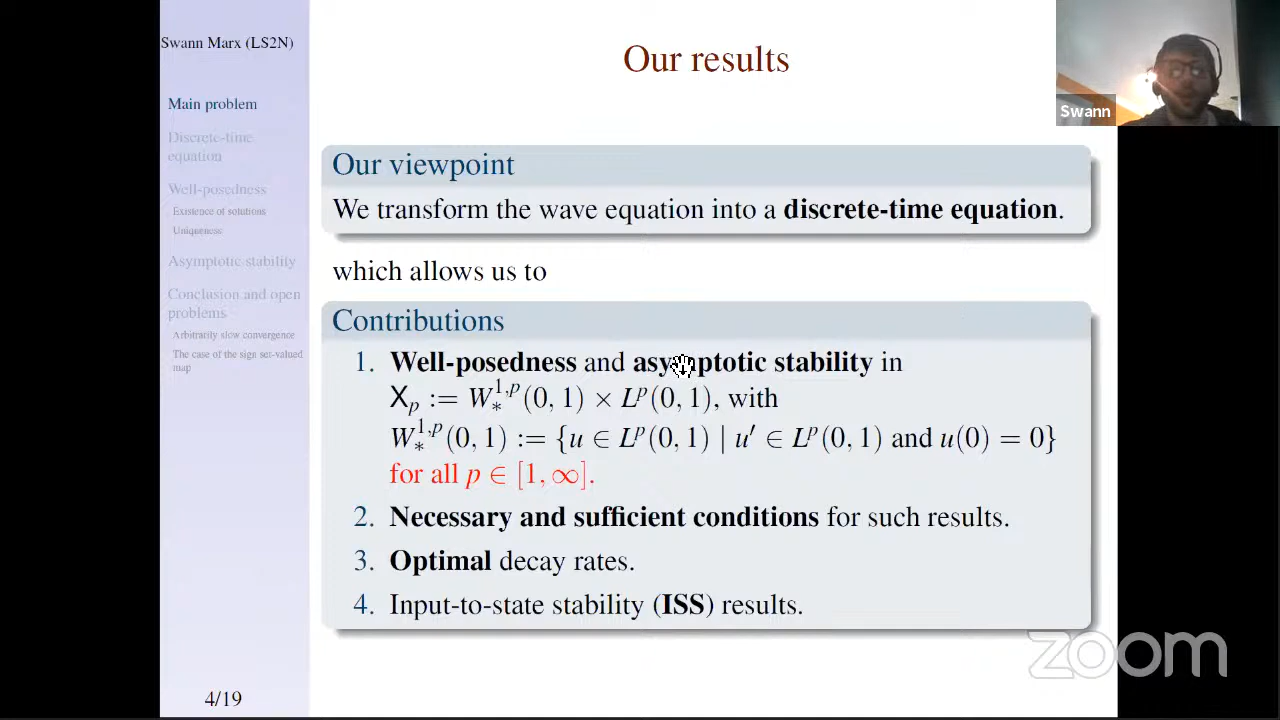 Swann Marx (LS2N)
Main problem
Discrete-time
equation
Well-posedness
Existence of solutions
Uniqueness
Asymptotic stability
Conclusion and open
problems
Arbitrarily slow convergence
The case of the sign set-valued
map
4/19
Our results
Our viewpoint
We transform the wave equation into a discrete-time equation.
which allows us to
Contributions
1. Well-posedness and asymptotic stability in
X_p := W_*^{1,p}(0, 1) × L^p(0, 1), with
W_*^{1,p}(0, 1) := {u ∈ L^p(0, 1) | u′ ∈ L^p(0, 1) and u(0) = 0}
for all p ∈ [1, ∞].
2. Necessary and sufficient conditions for such results.
3. Optimal decay rates.
4. Input-to-state stability (ISS) results.
Swann
zoom